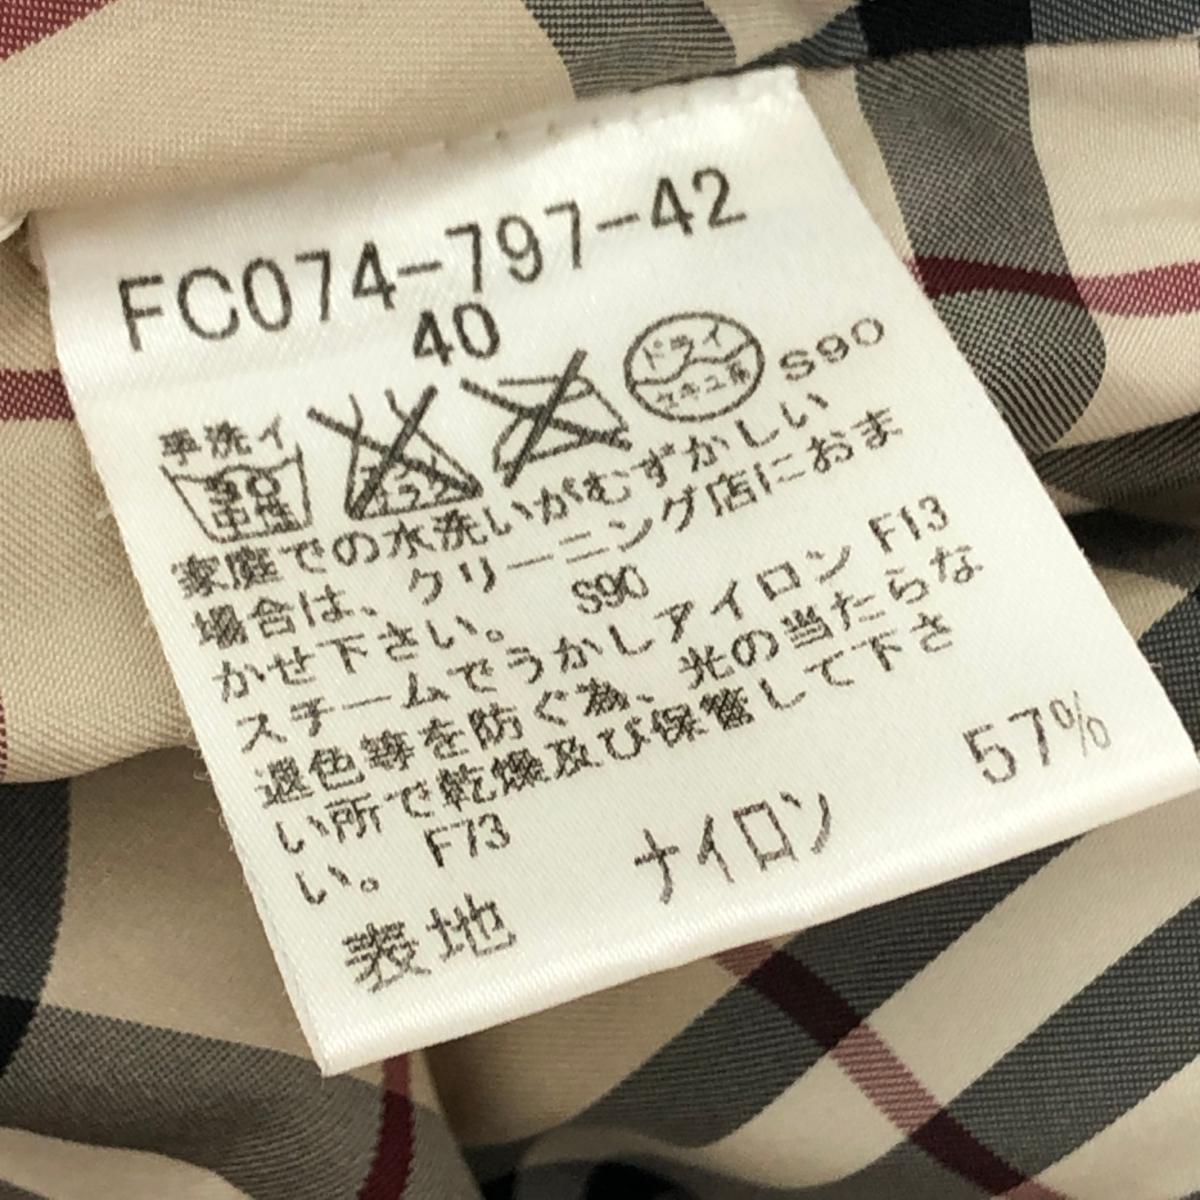 FC074-797-42
40
手洗イ
30
中性
エンソ
ドライ
セキユ系
S90
家庭での水洗いがむずかしい
場合は、クリーニング店におま
かせ下さい。 S90
スチームでうかしアイロン F13
退色等を防ぐ為、光の当たらな
い所で乾燥及び保管して下さ
い。 F73
表地 ナイロン 57%